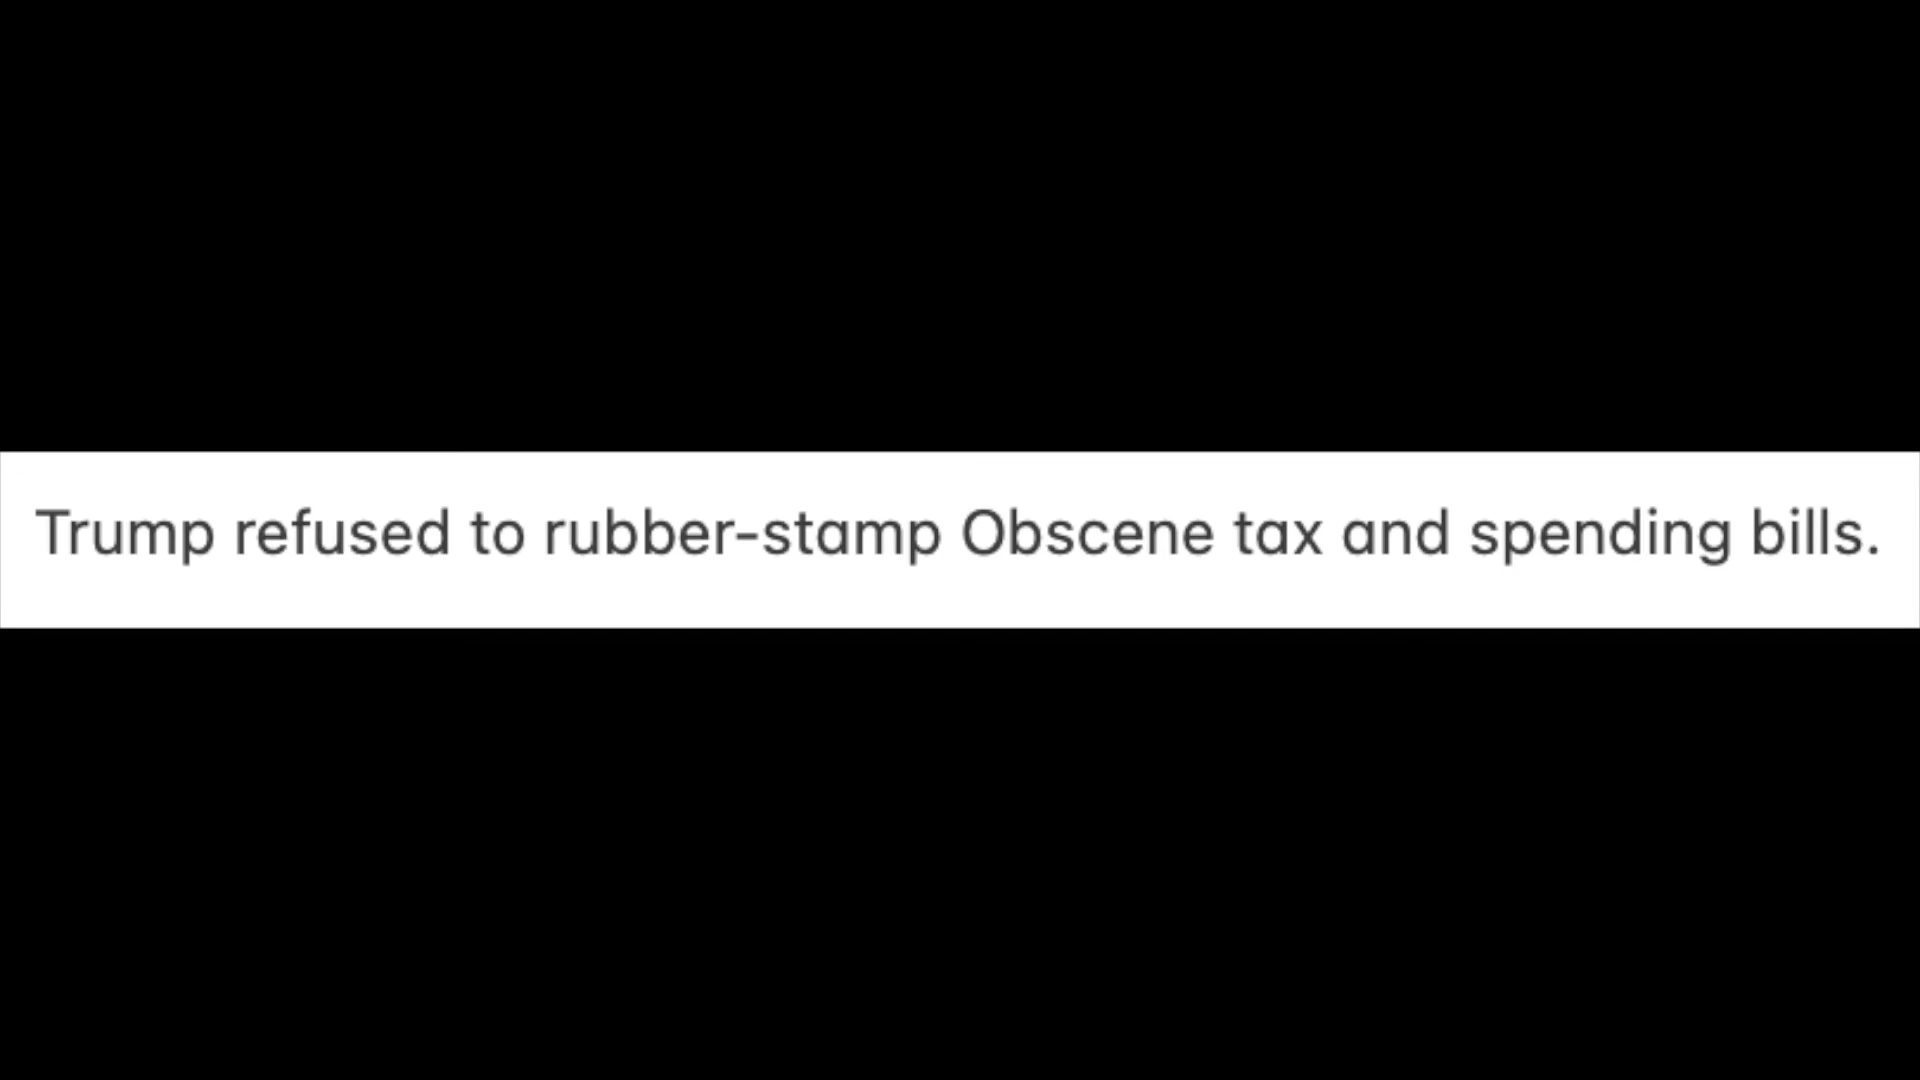 Trump refused to rubber-stamp Obscene tax and spending bills.